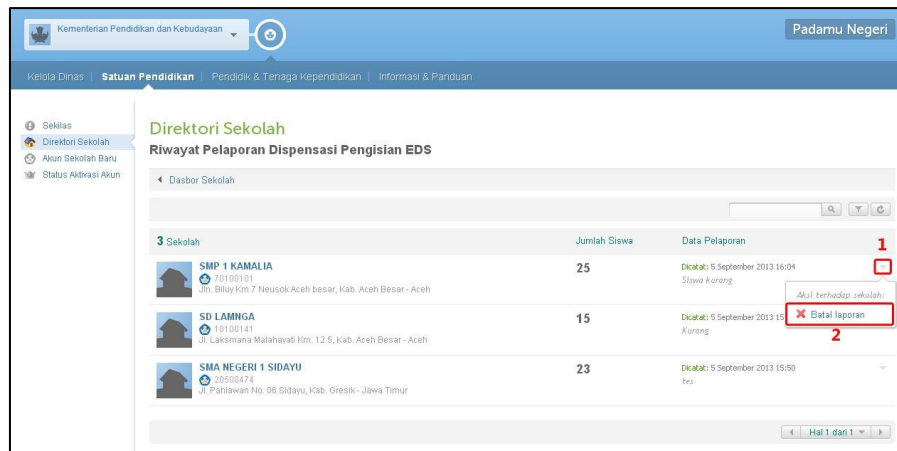 Kementerian Pendidikan dan Kebudayaan
Padamu Negeri
Kelola Dinas | Satuan Pendidikan | Pendidik & Tenaga Kependidikan | Informasi & Panduan
Sekilas
Direktori Sekolah
Akun Sekolah Baru
Status Aktivasi Akun
Direktori Sekolah
Riwayat Pelaporan Dispensasi Pengisian EDS
Dasbor Sekolah
3 Sekolah Jumlah Siswa Data Pelaporan 1
SMP 1 KAMALIA 25 Dicatat: 5 September 2013 16:04
70100101 Siswa kurang
Jln. Biluy Km 7 Neusok Aceh besar, Kab. Aceh Besar - Aceh
Aksi terhadap sekolah:
Batal laporan
2
SD LAMNGA 15 Dicatat: 5 September 2013 15
10100141 Kurang
Jl. Laksmana Malahayati Km. 12.5, Kab. Aceh Besar - Aceh
SMA NEGERI 1 SIDAYU 23 Dicatat: 5 September 2013 15:50
20500474 tes
Jl. Pahlawan No. 06 Sidayu, Kab. Gresik - Jawa Timur
Hal 1 dari 1